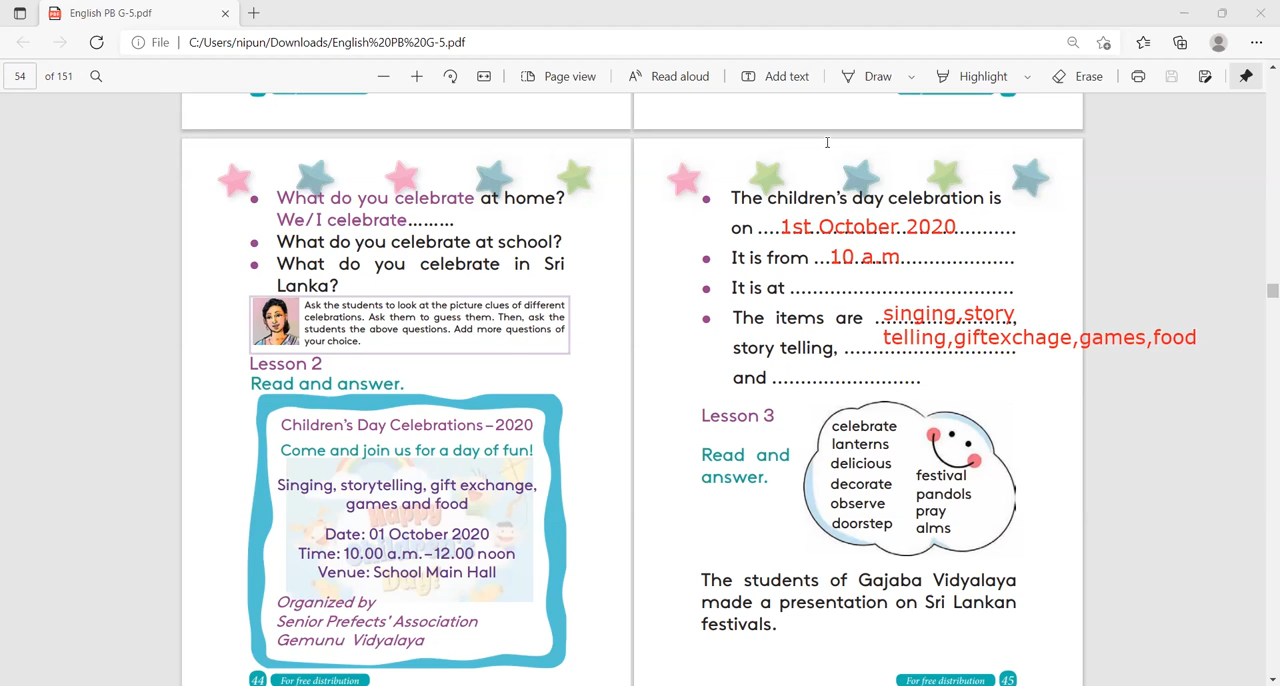 English PB G-5.pdf
File | C:/Users/nipun/Downloads/English%20PB%20G-5.pdf
54 of 151
Page view
Read aloud
Add text
Draw
Highlight
Erase
What do you celebrate at home?
We/I celebrate.........
What do you celebrate at school?
What do you celebrate in Sri
Lanka?
Ask the students to look at the picture clues of different
celebrations. Ask them to guess them. Then, ask the
students the above questions. Add more questions of
your choice.
Lesson 2
Read and answer.
Children's Day Celebrations – 2020
Come and join us for a day of fun!
Singing, storytelling, gift exchange,
games and food
Happy
Children's
Day!
Date: 01 October 2020
Time: 10.00 a.m. – 12.00 noon
Venue: School Main Hall
Organized by
Senior Prefects' Association
Gemunu Vidyalaya
44 For free distribution
The children's day celebration is
on ....1st October 2020..........
It is from ...10 a.m....................
It is at ........................................
The items are singing,story
telling,giftexchage,games,food
story telling, ..............................
and ..........................
Lesson 3
Read and
answer.
celebrate
lanterns
delicious
decorate
observe
doorstep
festival
pandols
pray
alms
The students of Gajaba Vidyalaya
made a presentation on Sri Lankan
festivals.
For free distribution 45